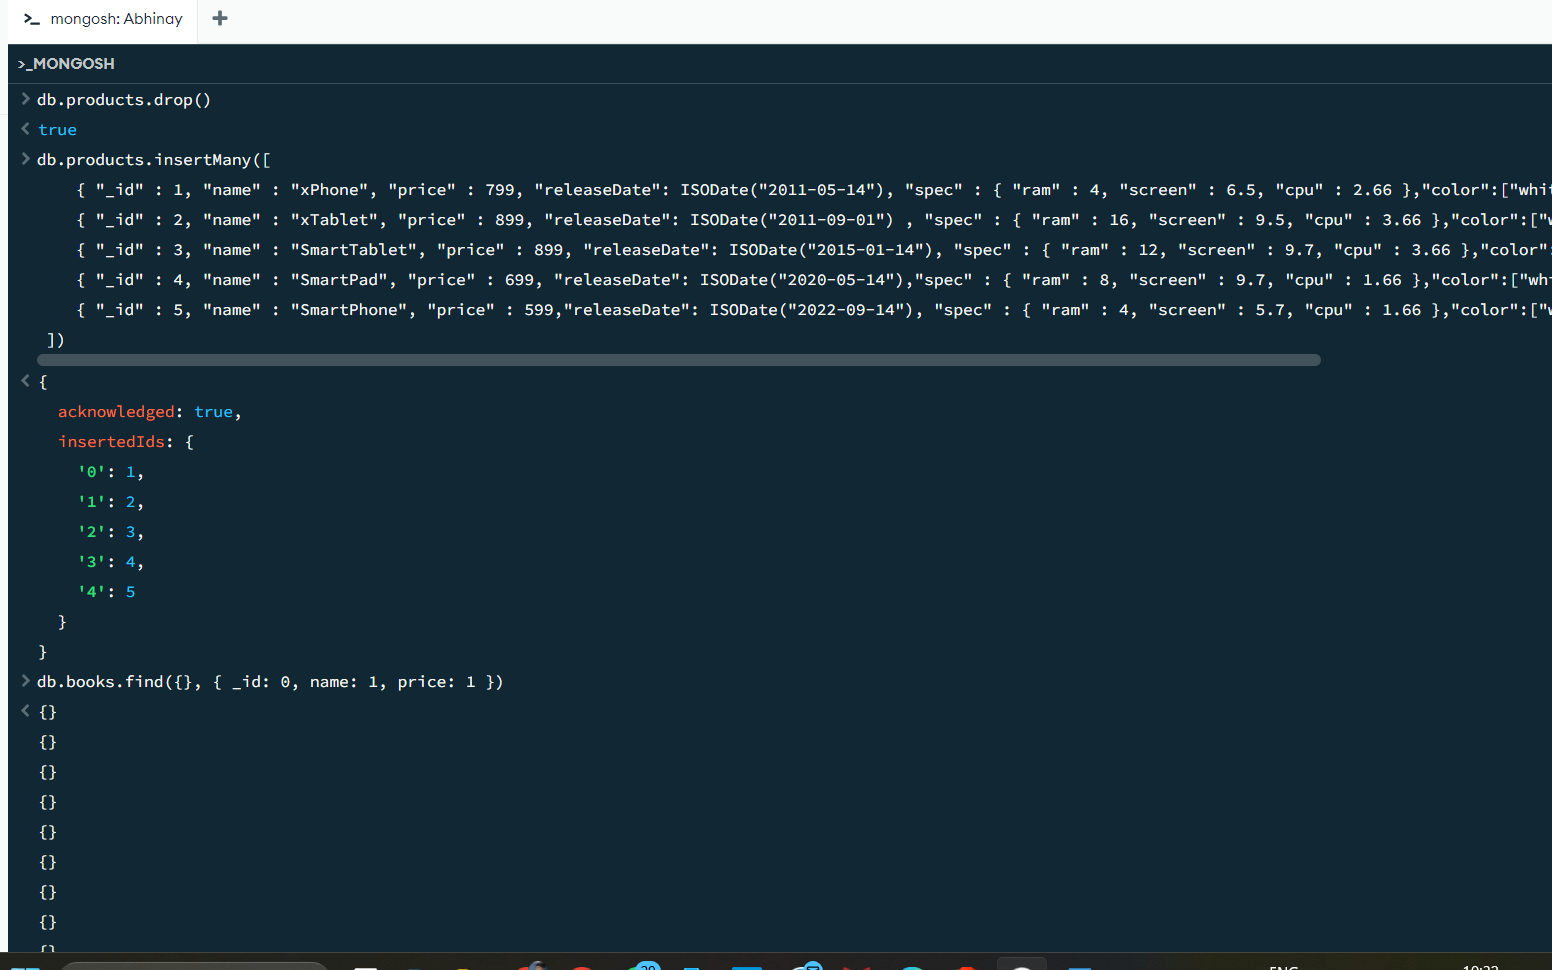 >_ mongosh: Abhinay +
>_MONGOSH
> db.products.drop()
< true
> db.products.insertMany([
{ "_id" : 1, "name" : "xPhone", "price" : 799, "releaseDate": ISODate("2011-05-14"), "spec" : { "ram" : 4, "screen" : 6.5, "cpu" : 2.66 },"color":["whit
{ "_id" : 2, "name" : "xTablet", "price" : 899, "releaseDate": ISODate("2011-09-01") , "spec" : { "ram" : 16, "screen" : 9.5, "cpu" : 3.66 },"color":["w
{ "_id" : 3, "name" : "SmartTablet", "price" : 899, "releaseDate": ISODate("2015-01-14"), "spec" : { "ram" : 12, "screen" : 9.7, "cpu" : 3.66 },"color":
{ "_id" : 4, "name" : "SmartPad", "price" : 699, "releaseDate": ISODate("2020-05-14"),"spec" : { "ram" : 8, "screen" : 9.7, "cpu" : 1.66 },"color":["whi
{ "_id" : 5, "name" : "SmartPhone", "price" : 599,"releaseDate": ISODate("2022-09-14"), "spec" : { "ram" : 4, "screen" : 5.7, "cpu" : 1.66 },"color":["w
])
< {
acknowledged: true,
insertedIds: {
'0': 1,
'1': 2,
'2': 3,
'3': 4,
'4': 5
}
}
> db.books.find({}, { _id: 0, name: 1, price: 1 })
< {}
{}
{}
{}
{}
{}
{}
{}
{}